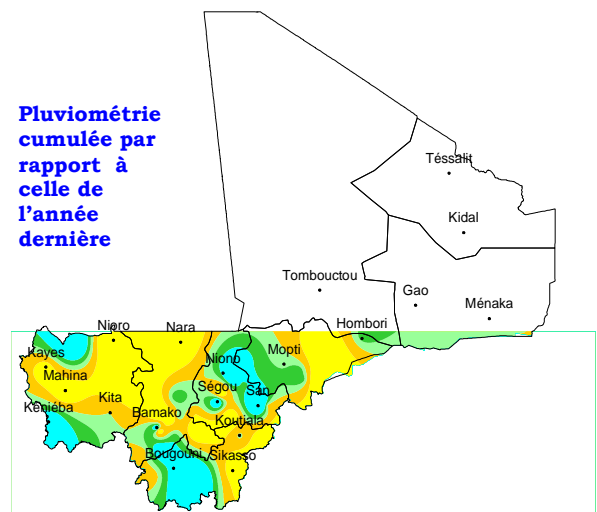 Pluviométrie
cumulée par
rapport à
celle de
l'année
dernière
Téssalit
Kidal
Tombouctou
Gao
Ménaka
Hombori
Nioro
Nara
Kayes
Niono
Mopti
Mahina
Ségou
San
Kéniéba
Kita
Bamako
Koutiala
Bougouni
Sikasso